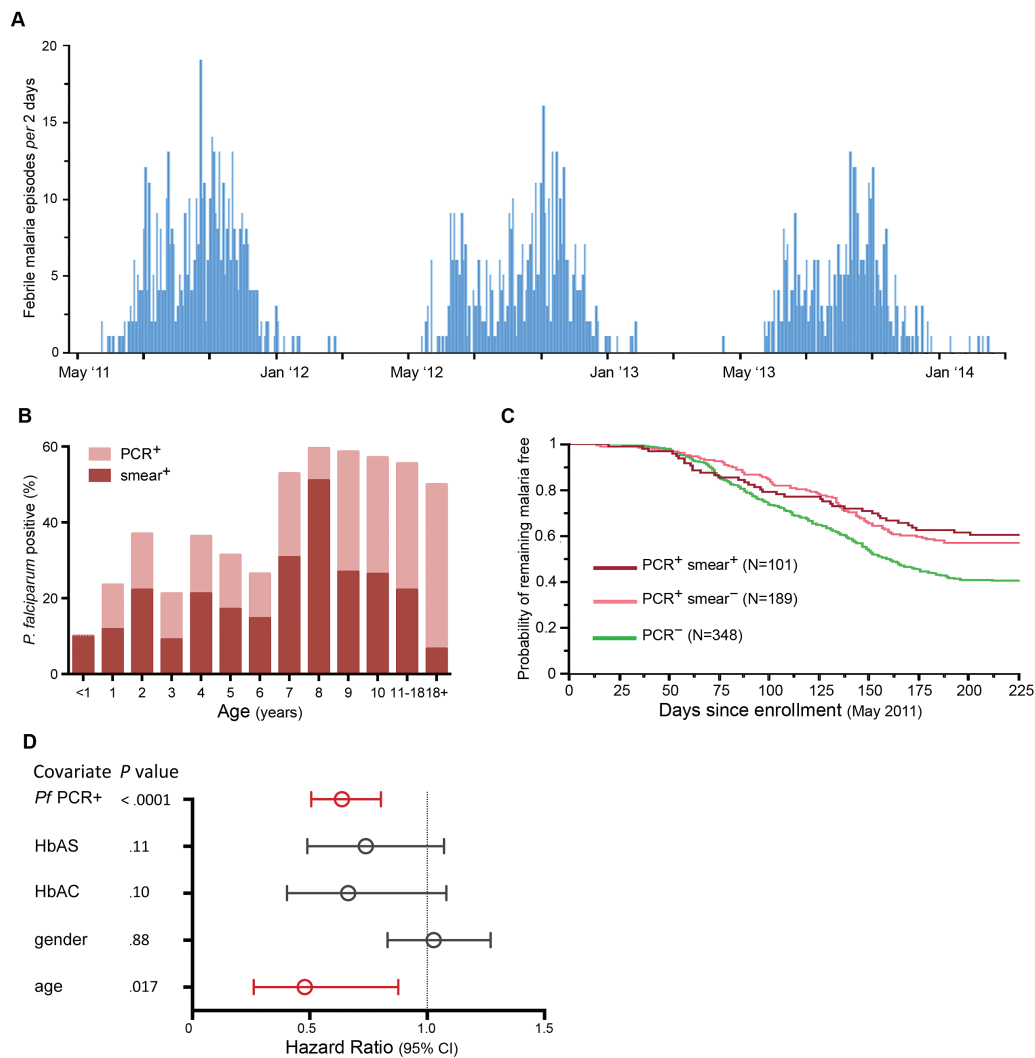 A
Febrile malaria episodes per 2 days
20
15
10
5
0
May ‘11
Jan ‘12
May ‘12
Jan ‘13
May ‘13
Jan ‘14
B
P. falciparum positive (%)
60
40
20
0
PCR+
smear+
<1 1 2 3 4 5 6 7 8 9 10 11-18 18+
Age (years)
C
Probability of remaining malaria free
1
0.8
0.6
0.4
0.2
0
PCR+ smear+ (N=101)
PCR+ smear− (N=189)
PCR− (N=348)
0 25 50 75 100 125 150 175 200 225
Days since enrollment (May 2011)
D
Covariate P value
Pf PCR+ < .0001
HbAS .11
HbAC .10
gender .88
age .017
0 0.5 1.0 1.5
Hazard Ratio (95% CI)